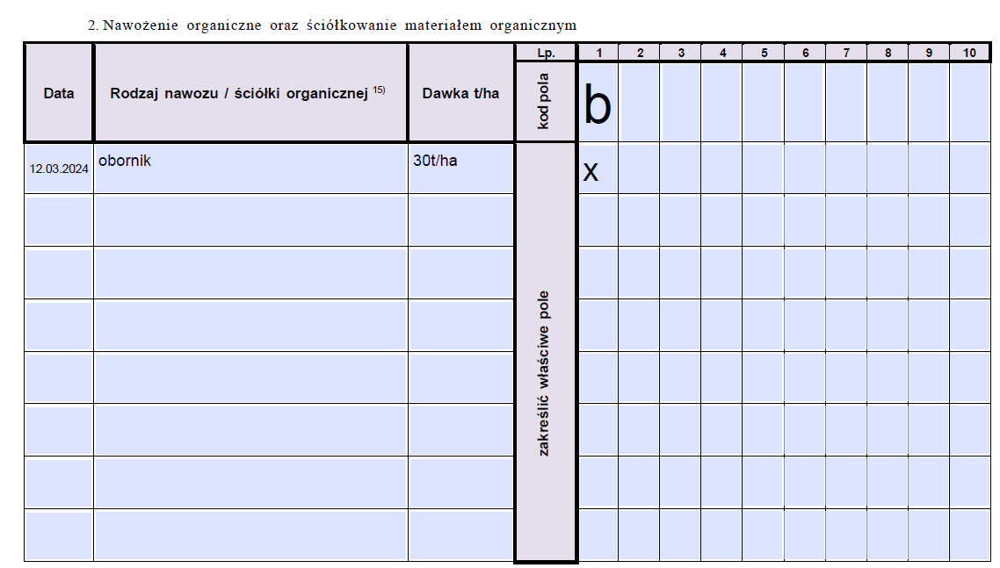 2. Nawożenie organiczne oraz ściółkowanie materiałem organicznym
Data
Rodzaj nawozu / ściółki organicznej 15)
Dawka t/ha
Lp.
1 2 3 4 5 6 7 8 9 10
kod pola
b
12.03.2024
obornik
30t/ha
x
zakreślić właściwe pole